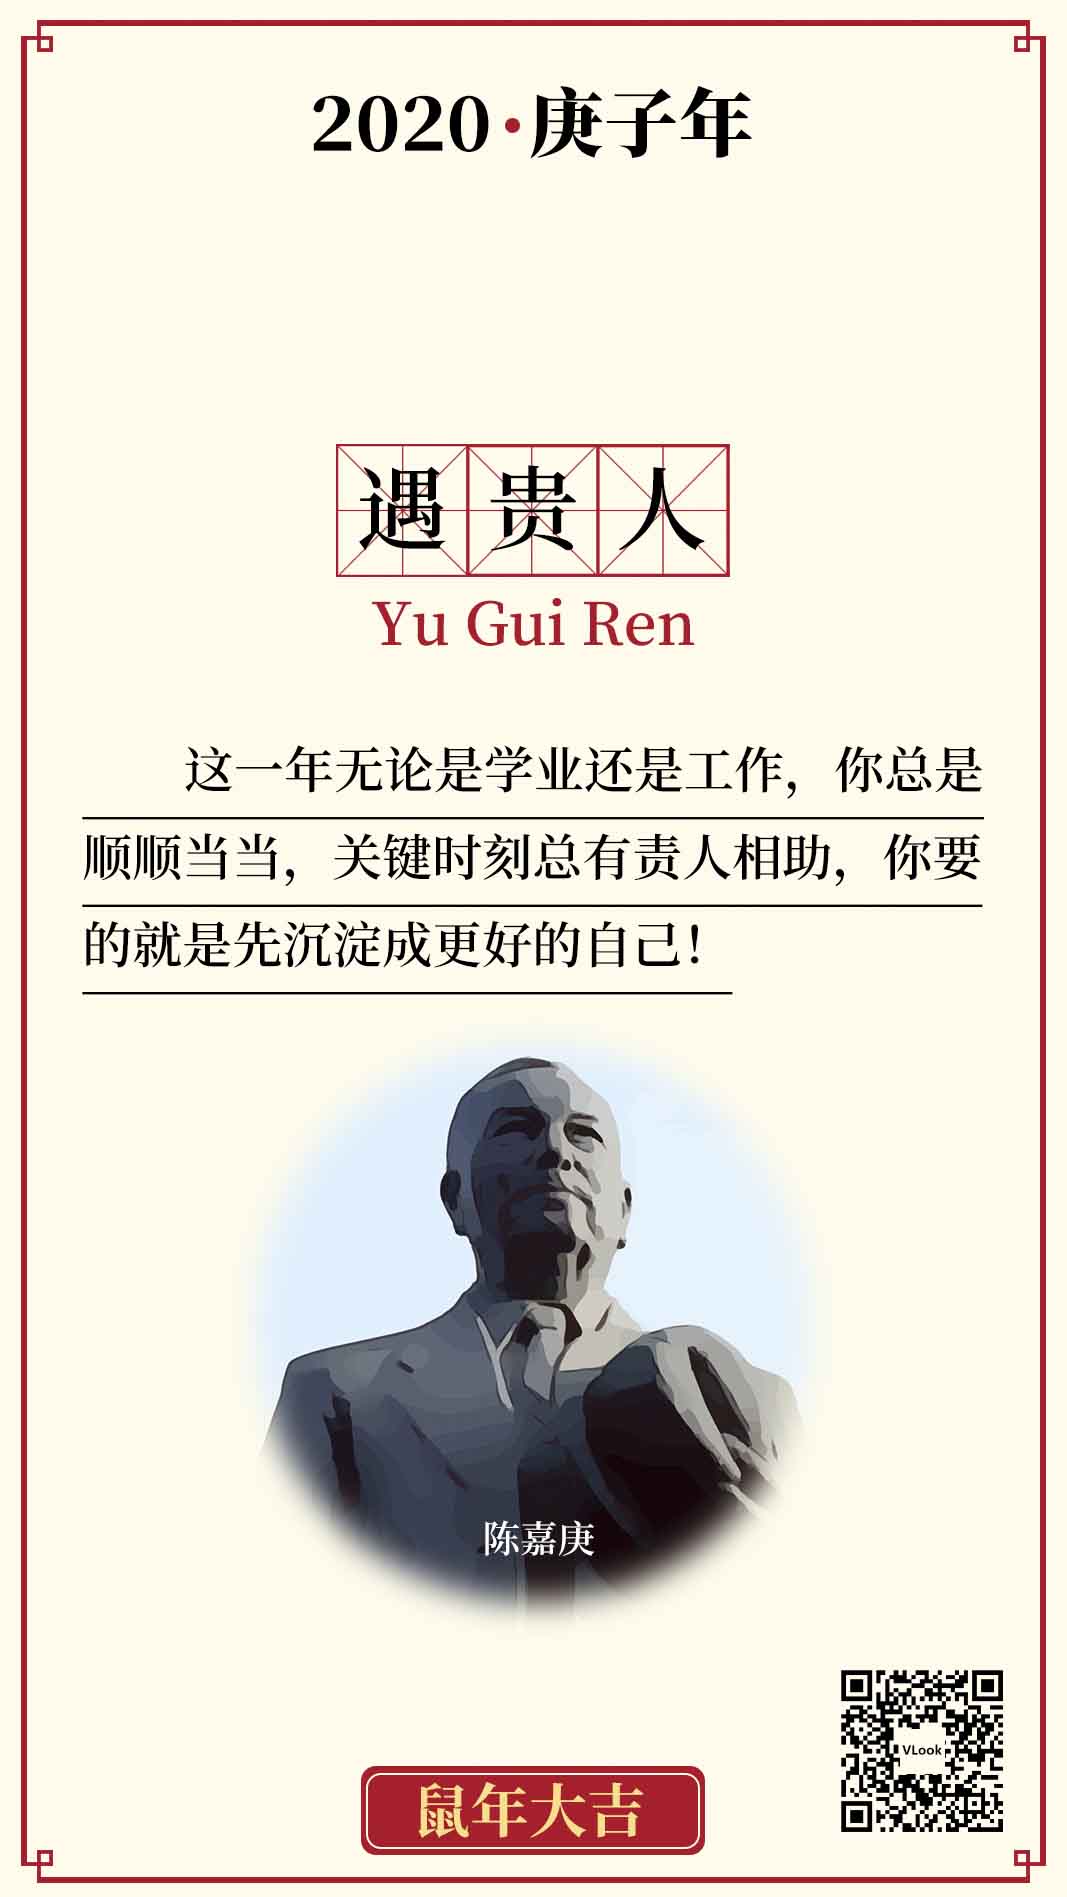 2020·庚子年
遇贵人
Yu Gui Ren
这一年无论是学业还是工作，你总是
顺顺当当，关键时刻总有责人相助，你要
的就是先沉淀成更好的自己！
陈嘉庚
VLook
鼠年大吉